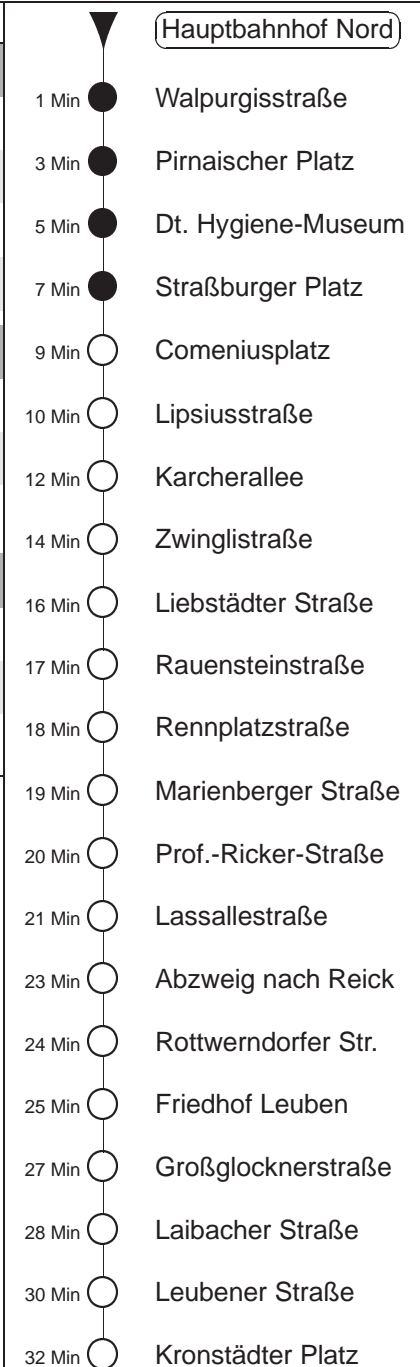 Hauptbahnhof Nord
1 Min Walpurgisstraße
3 Min Pirnaischer Platz
5 Min Dt. Hygiene-Museum
7 Min Straßburger Platz
9 Min Comeniusplatz
10 Min Lipsiusstraße
12 Min Karcherallee
14 Min Zwinglistraße
16 Min Liebstädter Straße
17 Min Rauensteinstraße
18 Min Rennplatzstraße
19 Min Marienberger Straße
20 Min Prof.-Ricker-Straße
21 Min Lassallestraße
23 Min Abzweig nach Reick
24 Min Rottwerndorfer Str.
25 Min Friedhof Leuben
27 Min Großglocknerstraße
28 Min Laibacher Straße
30 Min Leubener Straße
32 Min Kronstädter Platz